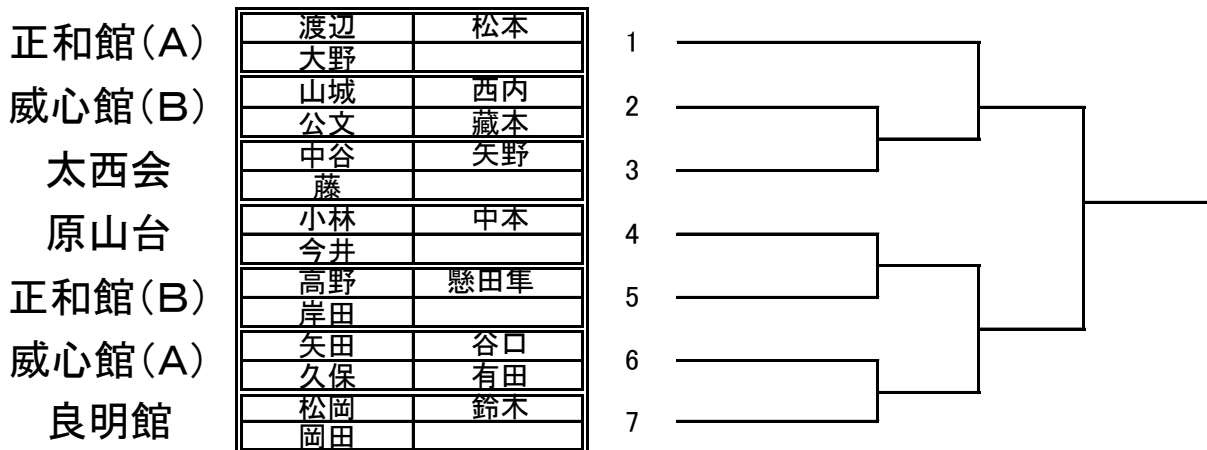 正和館（A） 渡辺 松本 1
大野
威心館（B） 山城 西内 2
公文 藏本
太西会 中谷 矢野 3
藤
原山台 小林 中本 4
今井
正和館（B） 高野 懸田隼 5
岸田
威心館（A） 矢田 谷口 6
久保 有田
良明館 松岡 鈴木 7
岡田